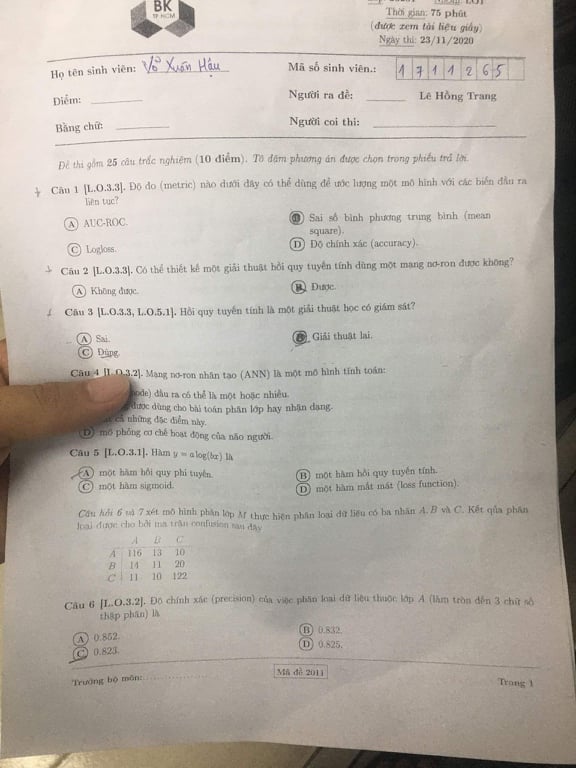 BK
TP.HCM
Thời gian: 75 phút
(được xem tài liệu giấy)
Ngày thi: 23/11/2020
Họ tên sinh viên: Võ Xuân Hậu
Mã số sinh viên.: 1 7 1 1 2 6 5
Điểm:
Người ra đề: Lê Hồng Trang
Bằng chữ:
Người coi thi:
Đề thi gồm 25 câu trắc nghiệm (10 điểm). Tô đậm phương án được chọn trong phiếu trả lời.
Câu 1 [L.O.3.3]. Độ đo (metric) nào dưới đây có thể dùng để ước lượng một mô hình với các biến đầu ra
liên tục?
A AUC-ROC.
Sai số bình phương trung bình (mean
square).
C Logloss.
D Độ chính xác (accuracy).
Câu 2 [L.O.3.3]. Có thể thiết kế một giải thuật hồi quy tuyến tính dùng một mạng nơ-ron được không?
A Không được.
B Được.
Câu 3 [L.O.3.3, L.O.5.1]. Hồi quy tuyến tính là một giải thuật học có giám sát?
A Sai.
Giải thuật lai.
C Đúng.
Câu 4 [L.O.3.2]. Mạng nơ-ron nhân tạo (ANN) là một mô hình tính toán:
đầu ra có thể là một hoặc nhiều.
được dùng cho bài toán phân lớp hay nhận dạng.
cả những đặc điểm này.
D mô phỏng cơ chế hoạt động của não người.
Câu 5 [L.O.3.1]. Hàm y = a log(bx) là
A một hàm hồi quy phi tuyến.
B một hàm hồi quy tuyến tính.
C một hàm sigmoid.
D một hàm mất mát (loss function).
Câu hỏi 6 và 7 xét mô hình phân lớp M thực hiện phân loại dữ liệu có ba nhãn A, B và C. Kết quả phân
loại được cho bởi ma trận confusion sau đây
A B C
A 116 13 10
B 14 11 20
C 11 10 122
Câu 6 [L.O.3.2]. Độ chính xác (precision) của việc phân loại dữ liệu thuộc lớp A (làm tròn đến 3 chữ số
thập phân) là
A 0.852.
B 0.832.
C 0.823.
D 0.825.
Trưởng bộ môn:
Mã đề 2011
Trang 1